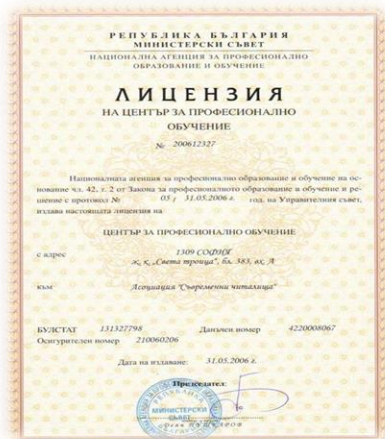 РЕПУБЛИКА БЪЛГАРИЯ
МИНИСТЕРСКИ СЪВЕТ
НАЦИОНАЛНА АГЕНЦИЯ ЗА ПРОФЕСИОНАЛНО
ОБРАЗОВАНИЕ И ОБУЧЕНИЕ
ЛИЦЕНЗИЯ
НА ЦЕНТЪР ЗА ПРОФЕСИОНАЛНО
ОБУЧЕНИЕ
№ 200612327
Националната агенция за професионално образование и обучение на ос-
нование чл. 42, т. 2 от Закона за професионалното образование и обучение и ре-
шение с протокол № 05 / 31.05.2006 г. год. на Управителния съвет,
издава настоящата лицензия на
ЦЕНТЪР ЗА ПРОФЕСИОНАЛНО ОБУЧЕНИЕ
с адрес 1309 СОФИЯ
ж. к. „Света троица", бл. 383, вх. А
към Асоциация "Съвременни читалища"
БУЛСТАТ 131327798 Данъчен номер 4220008067
Осигурителен номер 210060206
Дата на издаване: 31.05.2006 г.
Председател:
МИНИСТЕРСКИ
СЪВЕТ